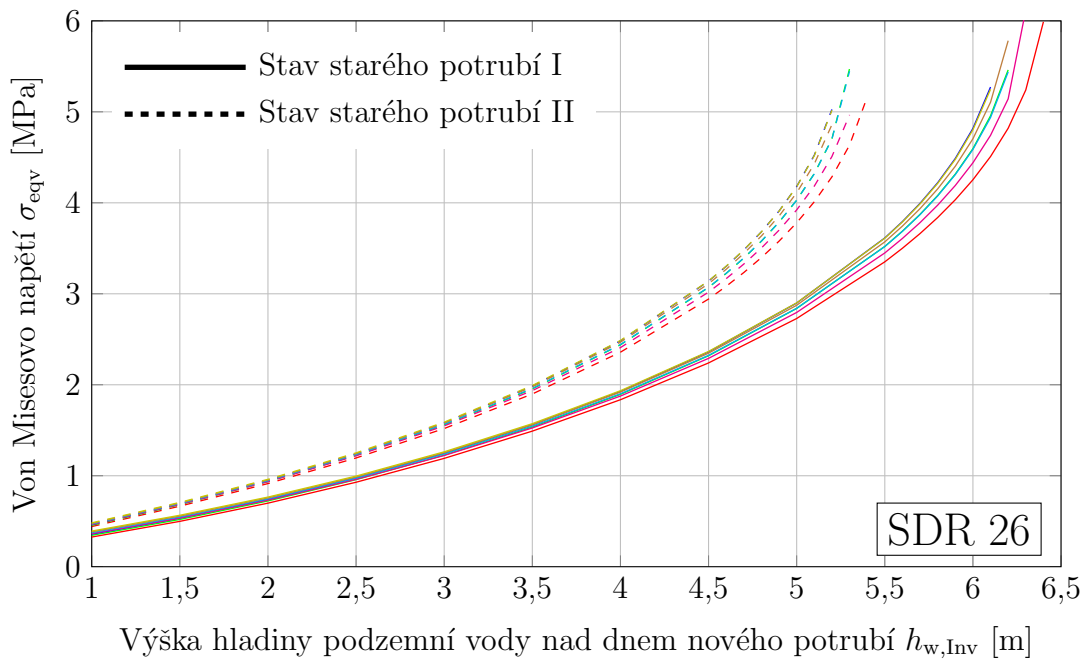 Von Misesovo napětí σeqv [MPa]
6
5
4
3
2
1
0
Stav starého potrubí I
Stav starého potrubí II
SDR 26
1 1,5 2 2,5 3 3,5 4 4,5 5 5,5 6 6,5
Výška hladiny podzemní vody nad dnem nového potrubí hw,Inv [m]